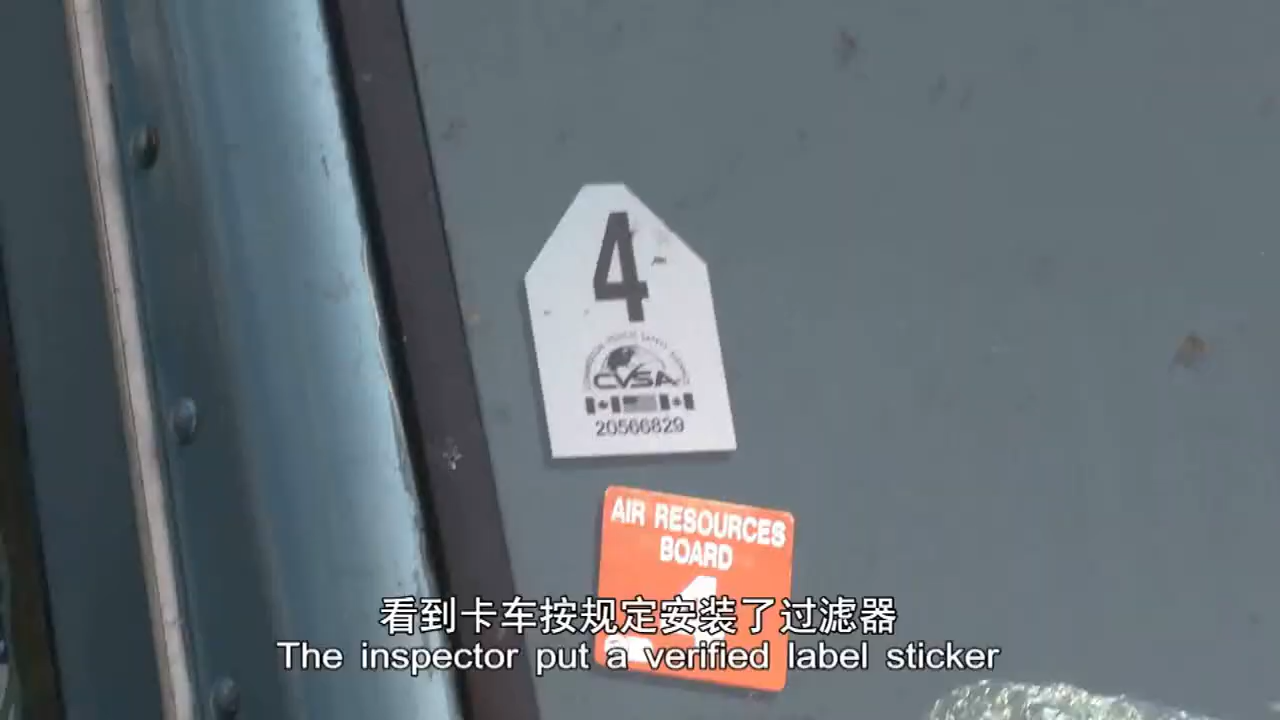 4
CVSA
20566829
AIR RESOURCES
BOARD
看到卡车按规定安装了过滤器
The inspector put a verified label sticker